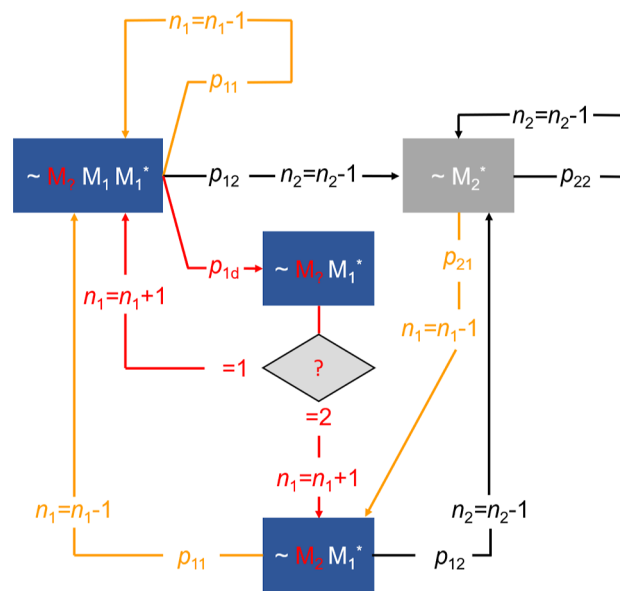 n₁=n₁-1
p₁₁
n₂=n₂-1
~ M? M₁ M₁*
p₁₂
n₂=n₂-1
~ M₂*
p₂₂
p₁d
~ M? M₁*
p₂₁
n₁=n₁+1
n₁=n₁-1
=1
?
=2
n₁=n₁+1
n₁=n₁-1
n₂=n₂-1
p₁₁
~ M₂ M₁*
p₁₂